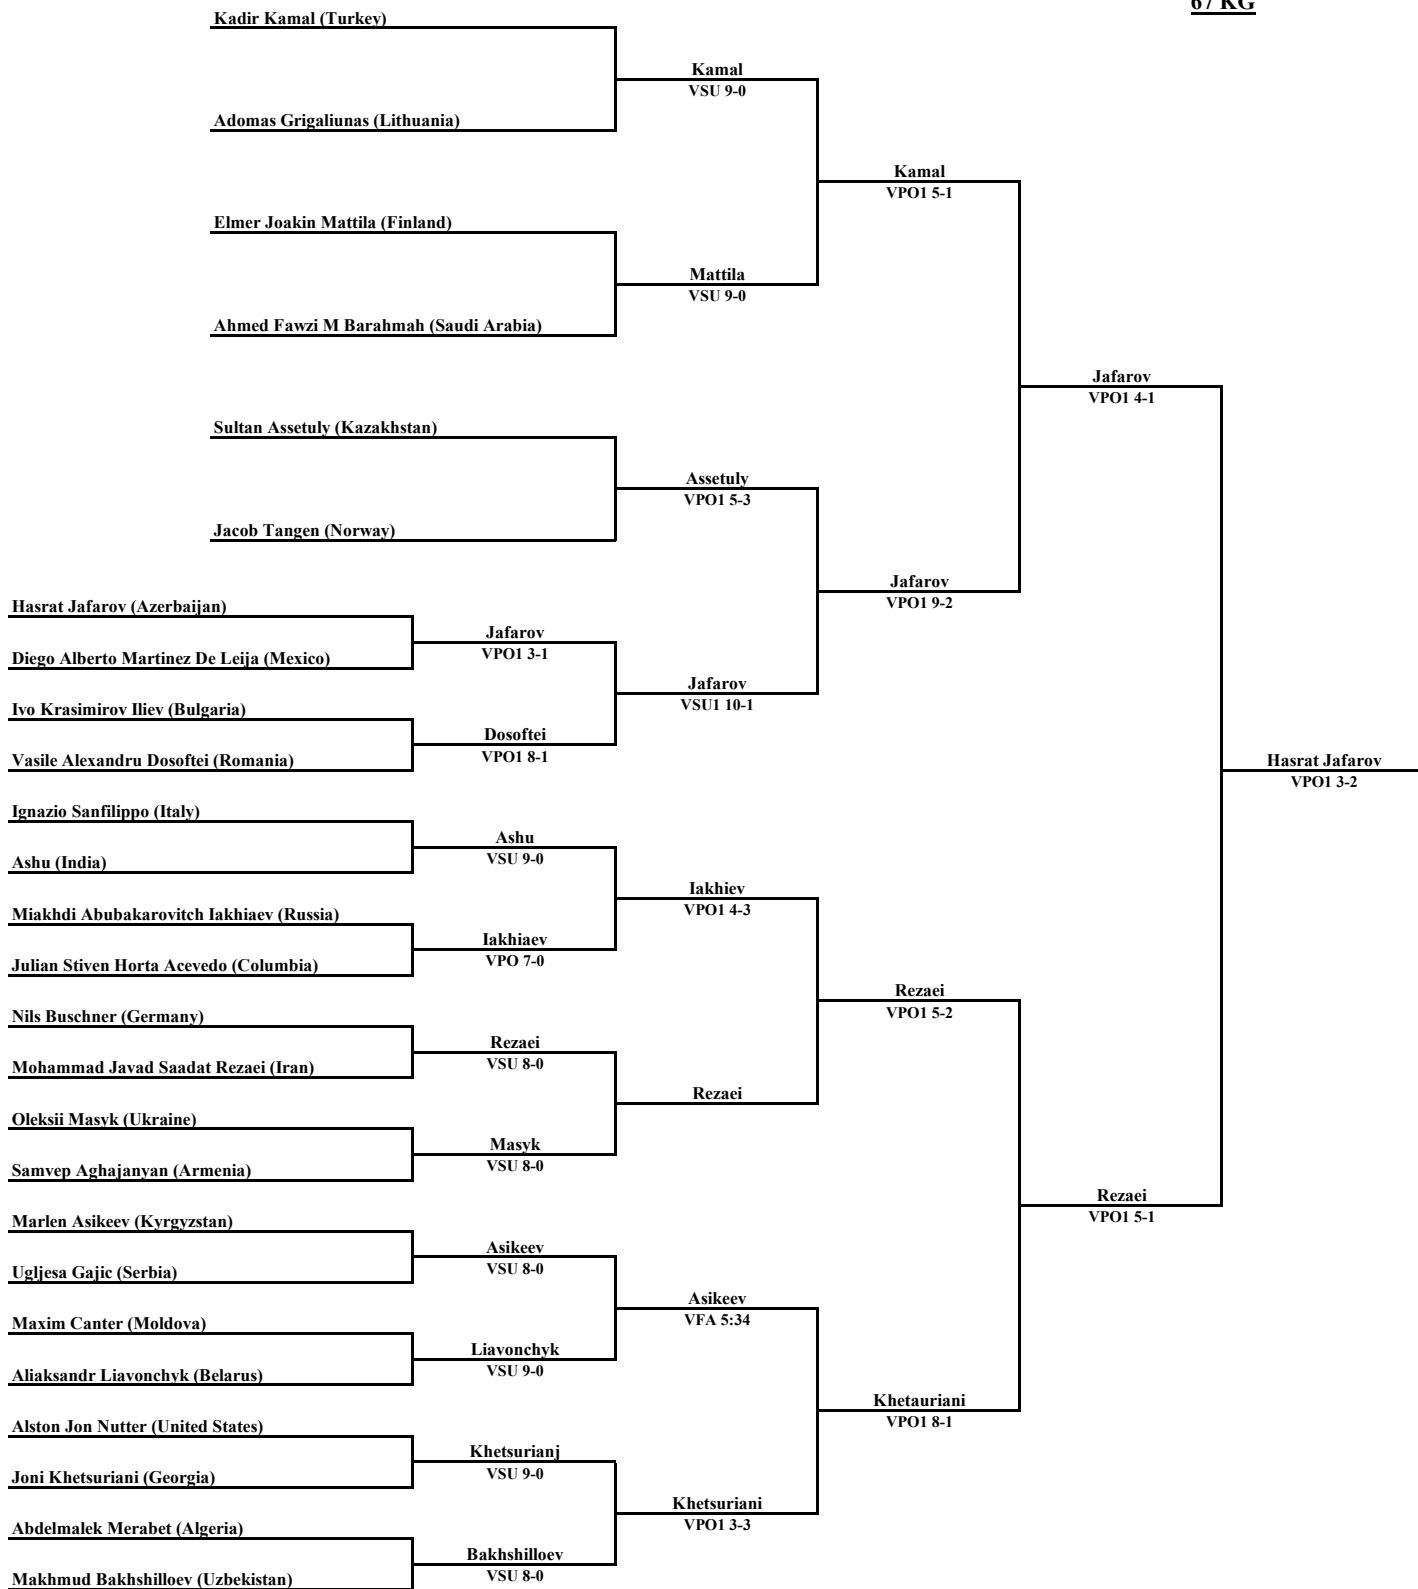 67 KG
Kadir Kamal (Turkey)
Kamal
VSU 9-0
Adomas Grigaliunas (Lithuania)
Kamal
VPO1 5-1
Elmer Joakin Mattila (Finland)
Mattila
VSU 9-0
Ahmed Fawzi M Barahmah (Saudi Arabia)
Jafarov
VPO1 4-1
Sultan Assetuly (Kazakhstan)
Assetuly
VPO1 5-3
Jacob Tangen (Norway)
Jafarov
VPO1 9-2
Hasrat Jafarov (Azerbaijan)
Jafarov
VPO1 3-1
Diego Alberto Martinez De Leija (Mexico)
Jafarov
VSU1 10-1
Ivo Krasimirov Iliev (Bulgaria)
Dosoftei
VPO1 8-1
Vasile Alexandru Dosoftei (Romania)
Hasrat Jafarov
VPO1 3-2
Ignazio Sanfilippo (Italy)
Ashu
VSU 9-0
Ashu (India)
Iakhiev
VPO1 4-3
Miakhdi Abubakarovitch Iakhiaev (Russia)
Iakhiaev
VPO 7-0
Julian Stiven Horta Acevedo (Columbia)
Rezaei
VPO1 5-2
Nils Buschner (Germany)
Rezaei
VSU 8-0
Mohammad Javad Saadat Rezaei (Iran)
Rezaei
Oleksii Masyk (Ukraine)
Masyk
VSU 8-0
Samvep Aghajanyan (Armenia)
Rezaei
VPO1 5-1
Marlen Asikeev (Kyrgyzstan)
Asikeev
VSU 8-0
Ugljesa Gajic (Serbia)
Asikeev
VFA 5:34
Maxim Canter (Moldova)
Liavonchyk
VSU 9-0
Aliaksandr Liavonchyk (Belarus)
Khetauriani
VPO1 8-1
Alston Jon Nutter (United States)
Khetsurianj
VSU 9-0
Joni Khetsuriani (Georgia)
Khetsuriani
VPO1 3-3
Abdelmalek Merabet (Algeria)
Bakhshilloev
VSU 8-0
Makhmud Bakhshilloev (Uzbekistan)